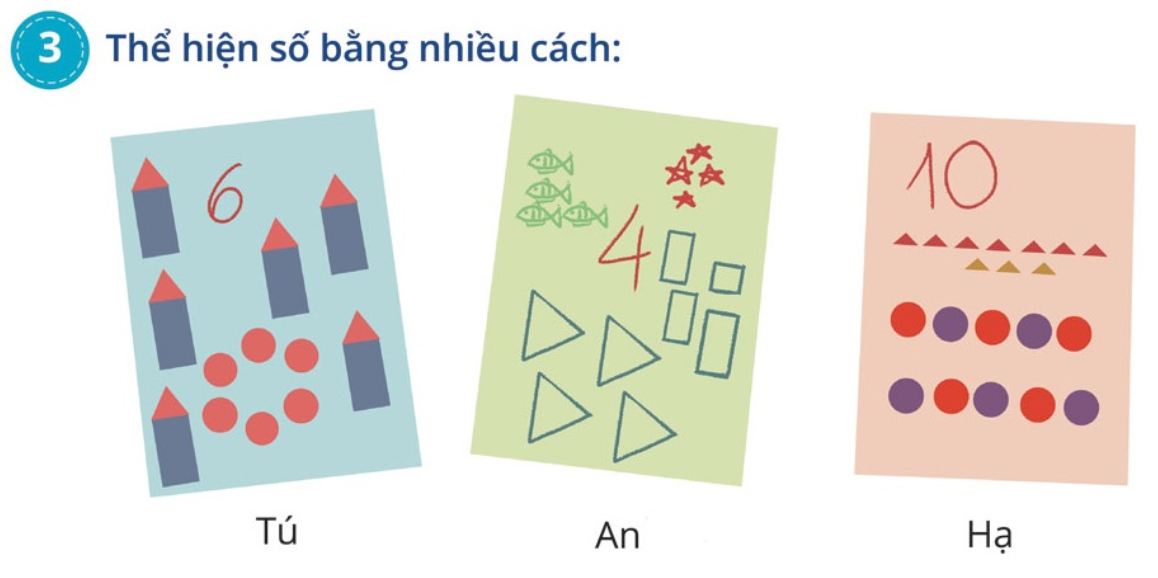 3 Thể hiện số bằng nhiều cách:
6
4
10
Tú
An
Hạ